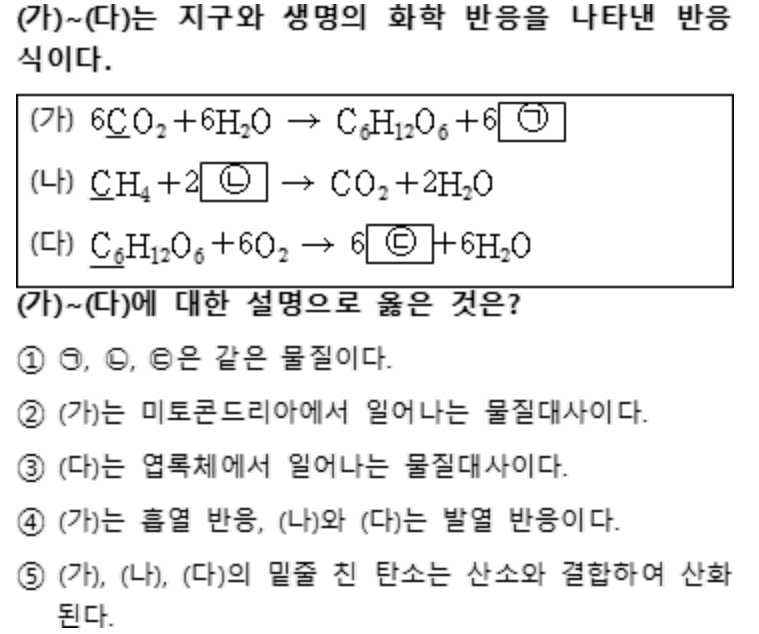 (가)~(다)는 지구와 생명의 화학 반응을 나타낸 반응
식이다.
(가) 6CO₂+6H₂O → C₆H₁₂O₆+6㉠
(나) CH₄+2㉡ → CO₂+2H₂O
(다) C₆H₁₂O₆+6O₂ → 6㉢+6H₂O
(가)~(다)에 대한 설명으로 옳은 것은?
① ㉠, ㉡, ㉢은 같은 물질이다.
② (가)는 미토콘드리아에서 일어나는 물질대사이다.
③ (다)는 엽록체에서 일어나는 물질대사이다.
④ (가)는 흡열 반응, (나)와 (다)는 발열 반응이다.
⑤ (가), (나), (다)의 밑줄 친 탄소는 산소와 결합하여 산화
된다.